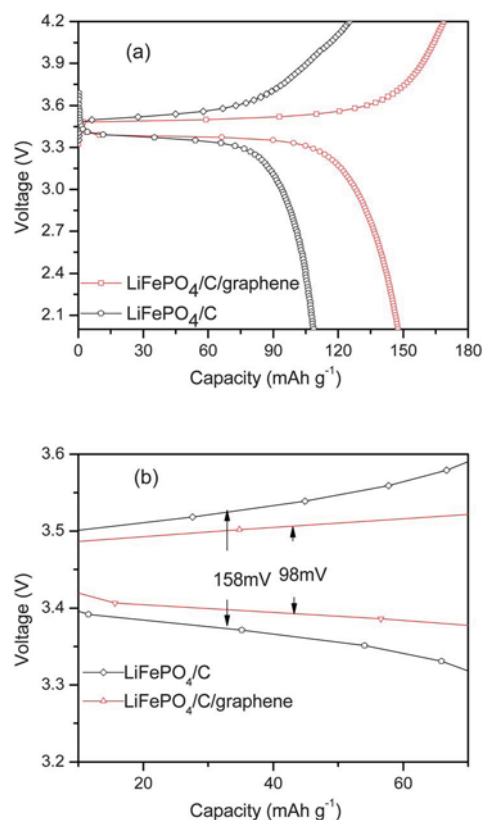 (a)
4.2
3.6
3.0
2.4
2.1
2.7
3.3
3.9
Voltage (V)
LiFePO4/C/graphene
LiFePO4/C
0 30 60 90 120 150 180
Capacity (mAh g-1)
(b)
3.6
3.5
3.4
3.3
3.2
Voltage (V)
158mV
98mV
LiFePO4/C
LiFePO4/C/graphene
20 40 60
Capacity (mAh g-1)